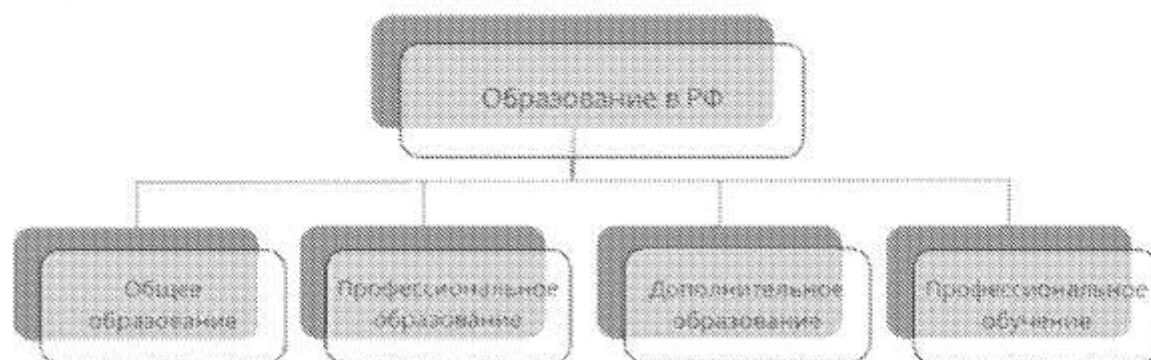 Образование в РФ
Общее
образование
Профессиональное
образование
Дополнительное
образование
Профессиональное
обучение